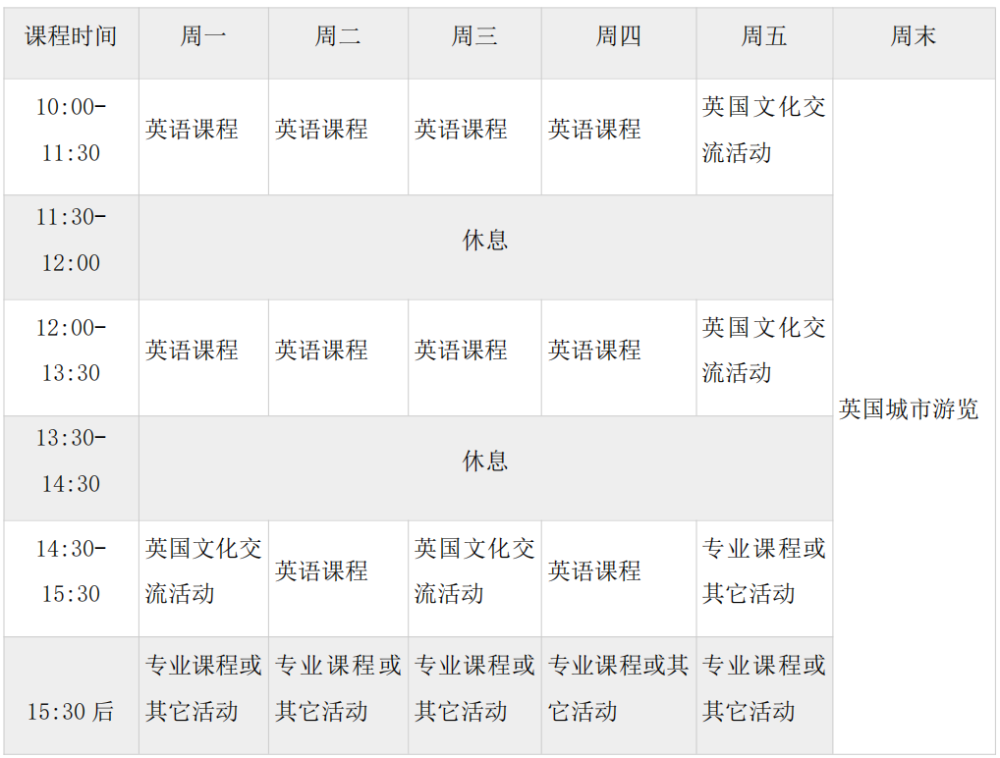 课程时间 周一 周二 周三 周四 周五 周末
10:00-
11:30
英语课程 英语课程 英语课程 英语课程
英国文化交
流活动
11:30-
12:00
休息
12:00-
13:30
英语课程 英语课程 英语课程 英语课程
英国文化交
流活动
英国城市游览
13:30-
14:30
休息
14:30-
15:30
英国文化交
流活动
英语课程
英国文化交
流活动
英语课程
专业课程或
其它活动
15:30 后
专业课程或
其它活动
专业课程或
其它活动
专业课程或
其它活动
专业课程或其
它活动
专业课程或
其它活动